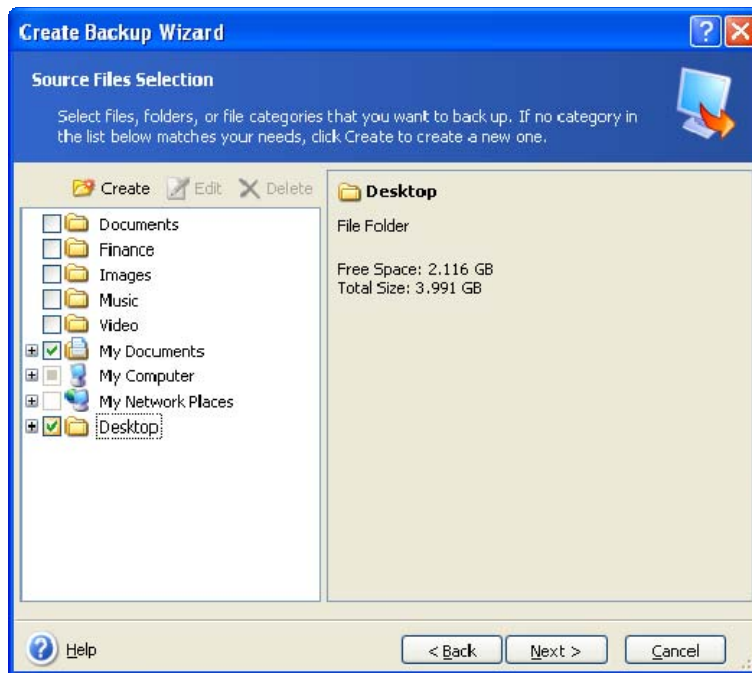 Create Backup Wizard
Source Files Selection
Select files, folders, or file categories that you want to back up. If no category in
the list below matches your needs, click Create to create a new one.
Create Edit Delete
Documents
Finance
Images
Music
Video
My Documents
My Computer
My Network Places
Desktop
Desktop
File Folder
Free Space: 2.116 GB
Total Size: 3.991 GB
Help
< Back
Next >
Cancel